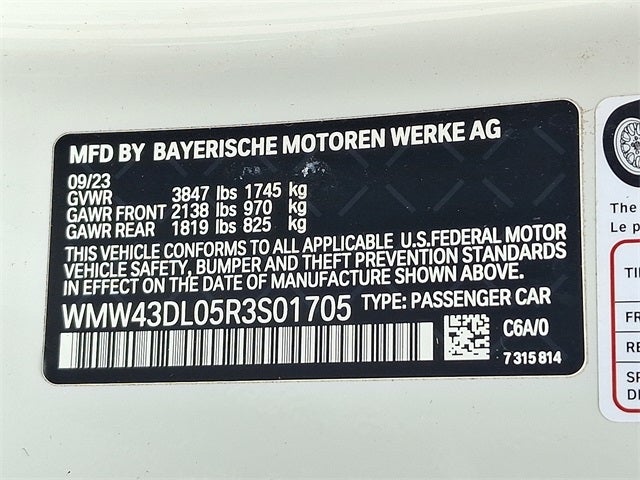 MFD BY BAYERISCHE MOTOREN WERKE AG
09/23
GVWR 3847 lbs 1745 kg
GAWR FRONT 2138 lbs 970 kg
GAWR REAR 1819 lbs 825 kg
THIS VEHICLE CONFORMS TO ALL APPLICABLE U.S.FEDERAL MOTOR
VEHICLE SAFETY, BUMPER AND THEFT PREVENTION STANDARDS
IN EFFECT ON THE DATE OF MANUFACTURE SHOWN ABOVE.
WMW43DL05R3S01705 TYPE: PASSENGER CAR
C6A/0
7 315 814
The
Le p